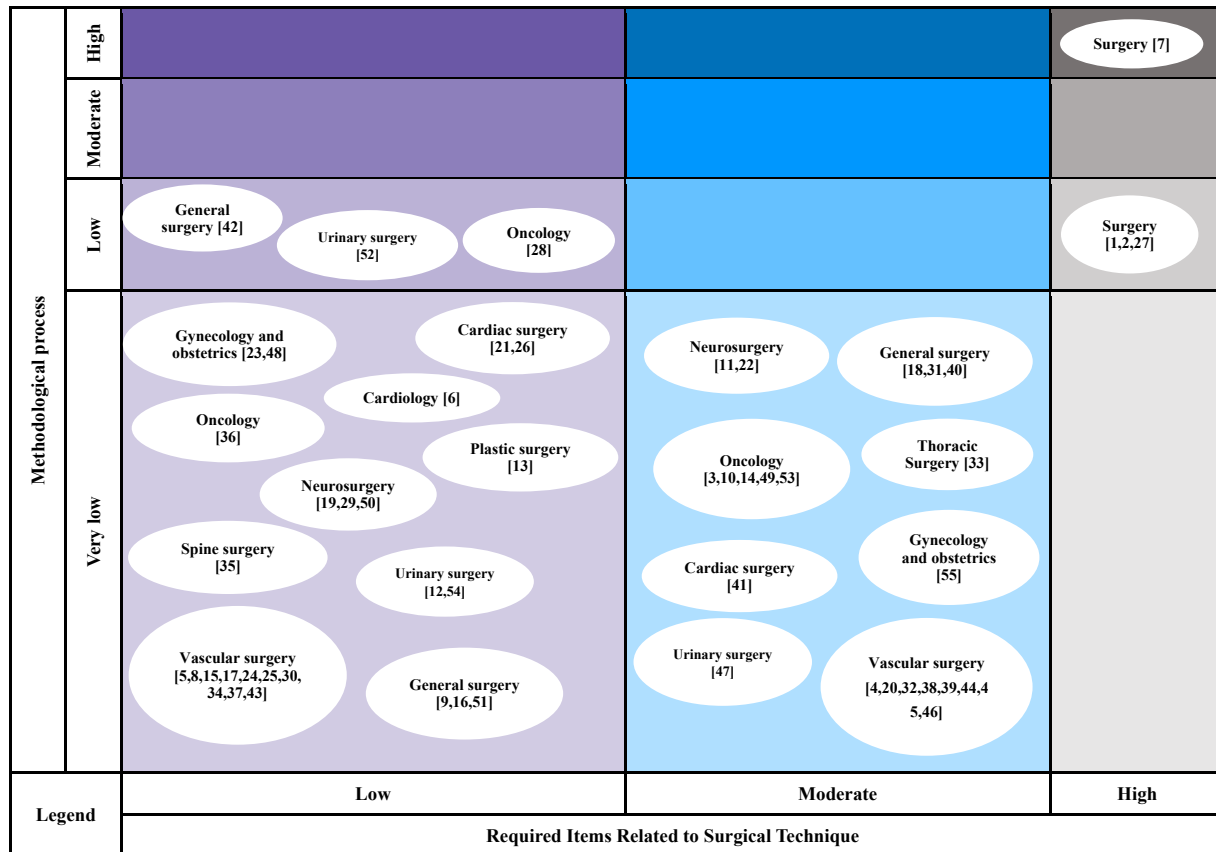 Methodological process
High
Surgery [7]
Moderate
Low
General
surgery [42]
Urinary surgery
[52]
Oncology
[28]
Surgery
[1,2,27]
Very low
Gynecology and
obstetrics [23,48]
Cardiac surgery
[21,26]
Cardiology [6]
Oncology
[36]
Plastic surgery
[13]
Neurosurgery
[19,29,50]
Spine surgery
[35]
Urinary surgery
[12,54]
Vascular surgery
[5,8,15,17,24,25,30,
34,37,43]
General surgery
[9,16,51]
Neurosurgery
[11,22]
General surgery
[18,31,40]
Oncology
[3,10,14,49,53]
Thoracic
Surgery [33]
Gynecology
and obstetrics
[55]
Cardiac surgery
[41]
Urinary surgery
[47]
Vascular surgery
[4,20,32,38,39,44,4
5,46]
Legend
Low
Moderate
High
Required Items Related to Surgical Technique